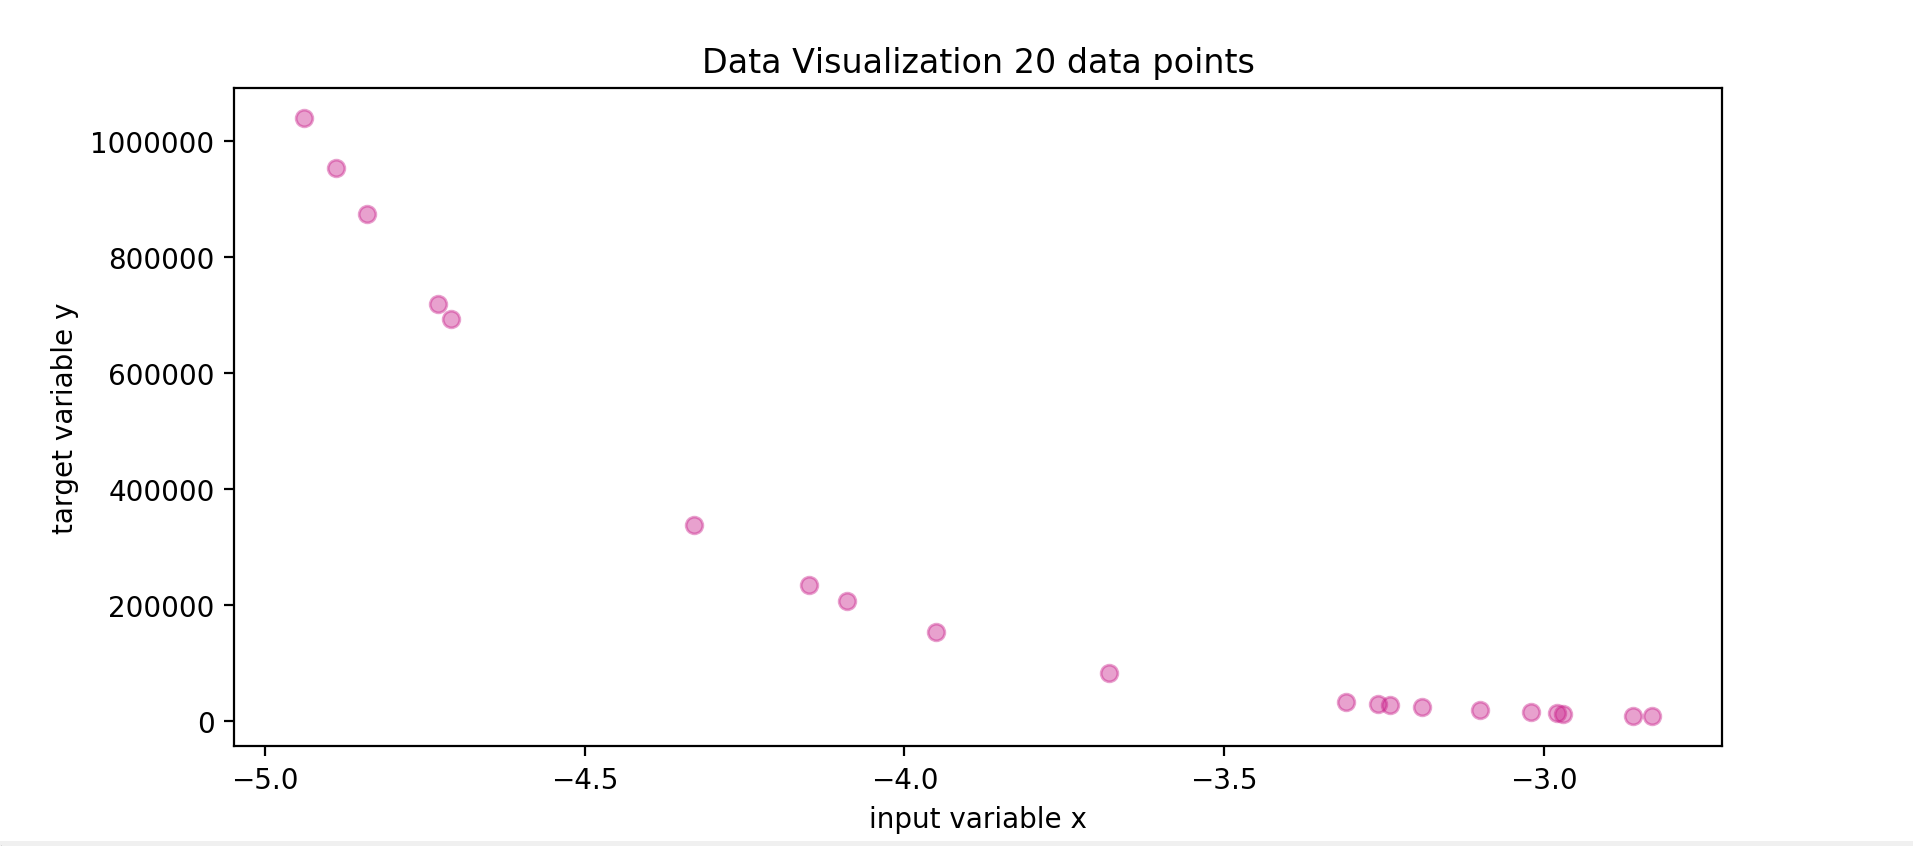 Data Visualization 20 data points
1000000
800000
600000
400000
200000
0
target variable y
−5.0 −4.5 −4.0 −3.5 −3.0
input variable x